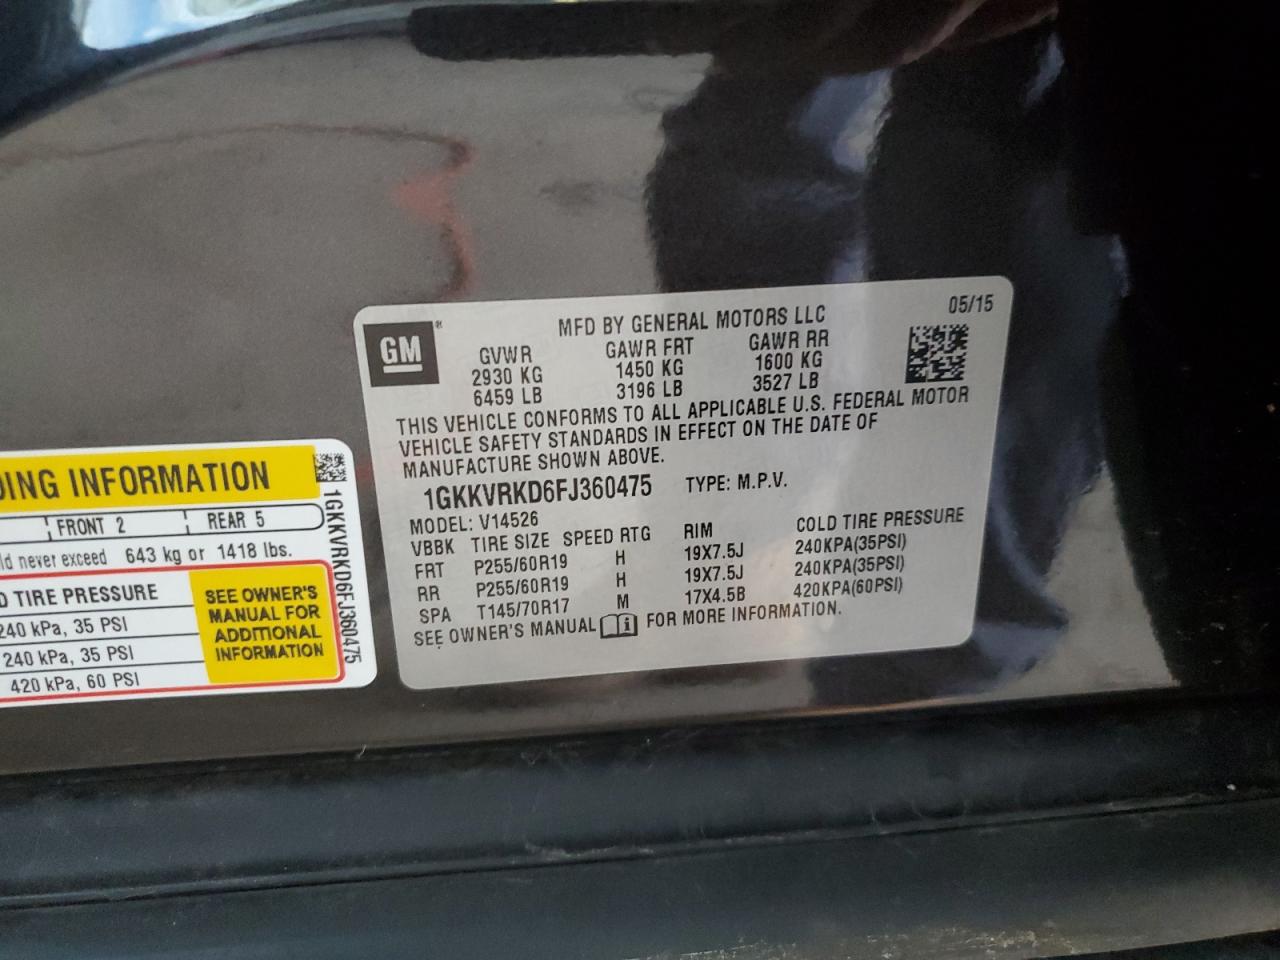 GM
MFD BY GENERAL MOTORS LLC
05/15
GVWR GAWR FRT GAWR RR
2930 KG 1450 KG 1600 KG
6459 LB 3196 LB 3527 LB
THIS VEHICLE CONFORMS TO ALL APPLICABLE U.S. FEDERAL MOTOR
VEHICLE SAFETY STANDARDS IN EFFECT ON THE DATE OF
MANUFACTURE SHOWN ABOVE.
1GKKVRKD6FJ360475 TYPE: M.P.V.
MODEL: V14526
VBBK TIRE SIZE SPEED RTG RIM COLD TIRE PRESSURE
FRT P255/60R19 H 19X7.5J 240KPA(35PSI)
RR P255/60R19 H 19X7.5J 240KPA(35PSI)
SPA T145/70R17 M 17X4.5B 420KPA(60PSI)
SEE OWNER'S MANUAL FOR MORE INFORMATION.
DING INFORMATION
FRONT 2 REAR 5
ld never exceed 643 kg or 1418 lbs.
D TIRE PRESSURE
240 kPa, 35 PSI
240 kPa, 35 PSI
420 kPa, 60 PSI
SEE OWNER'S
MANUAL FOR
ADDITIONAL
INFORMATION
1GKKVRKD6FJ360475